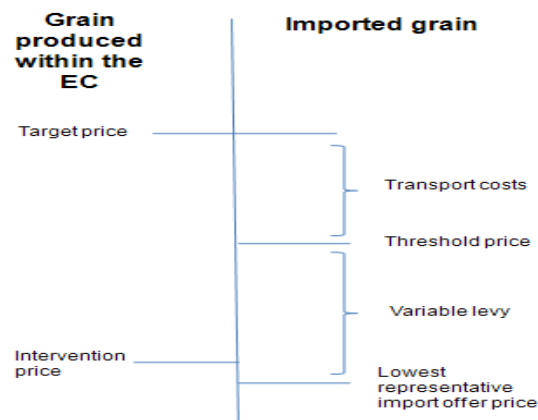 Grain
produced
within the
EC
Imported grain
Target price
Transport costs
Threshold price
Variable levy
Intervention
price
Lowest
representative
import offer price